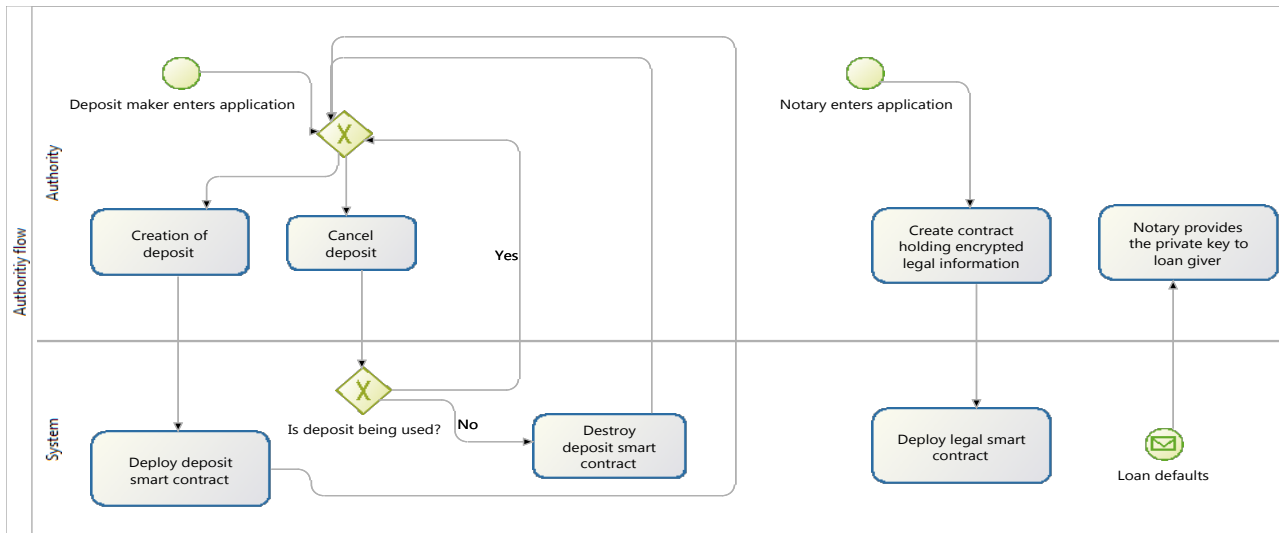 Authoritiy flow
Authority
System
Deposit maker enters application
Notary enters application
X
Creation of
deposit
Cancel
deposit
Yes
Create contract
holding encrypted
legal information
Notary provides
the private key to
loan giver
X
Is deposit being used?
No
Deploy deposit
smart contract
Destroy
deposit smart
contract
Deploy legal smart
contract
Loan defaults